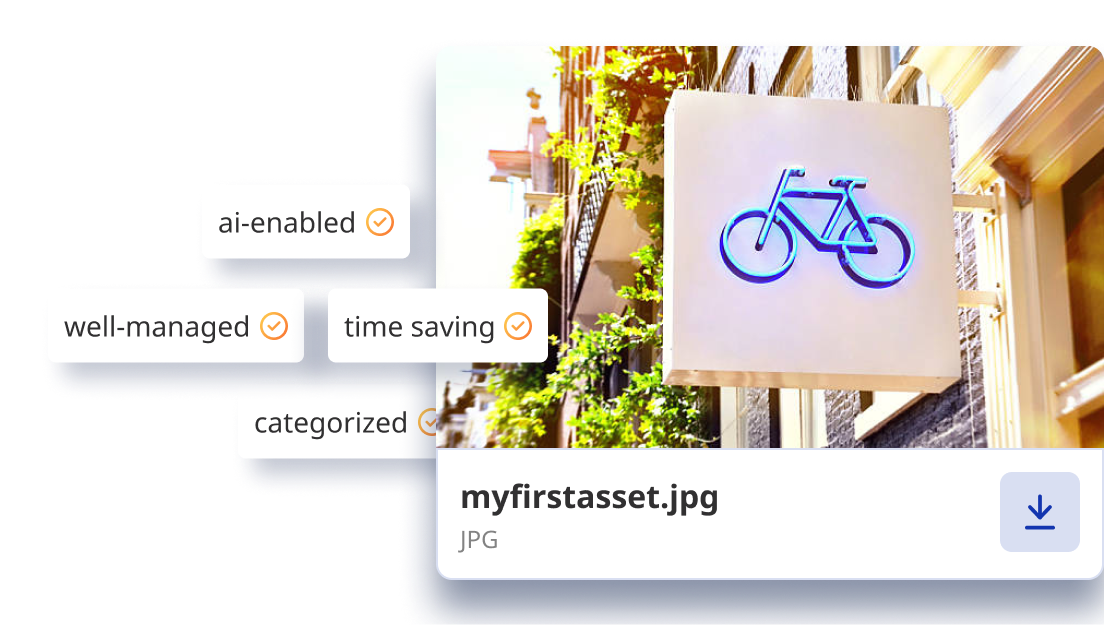 ai-enabled
well-managed
time saving
categorized
myfirstasset.jpg
JPG